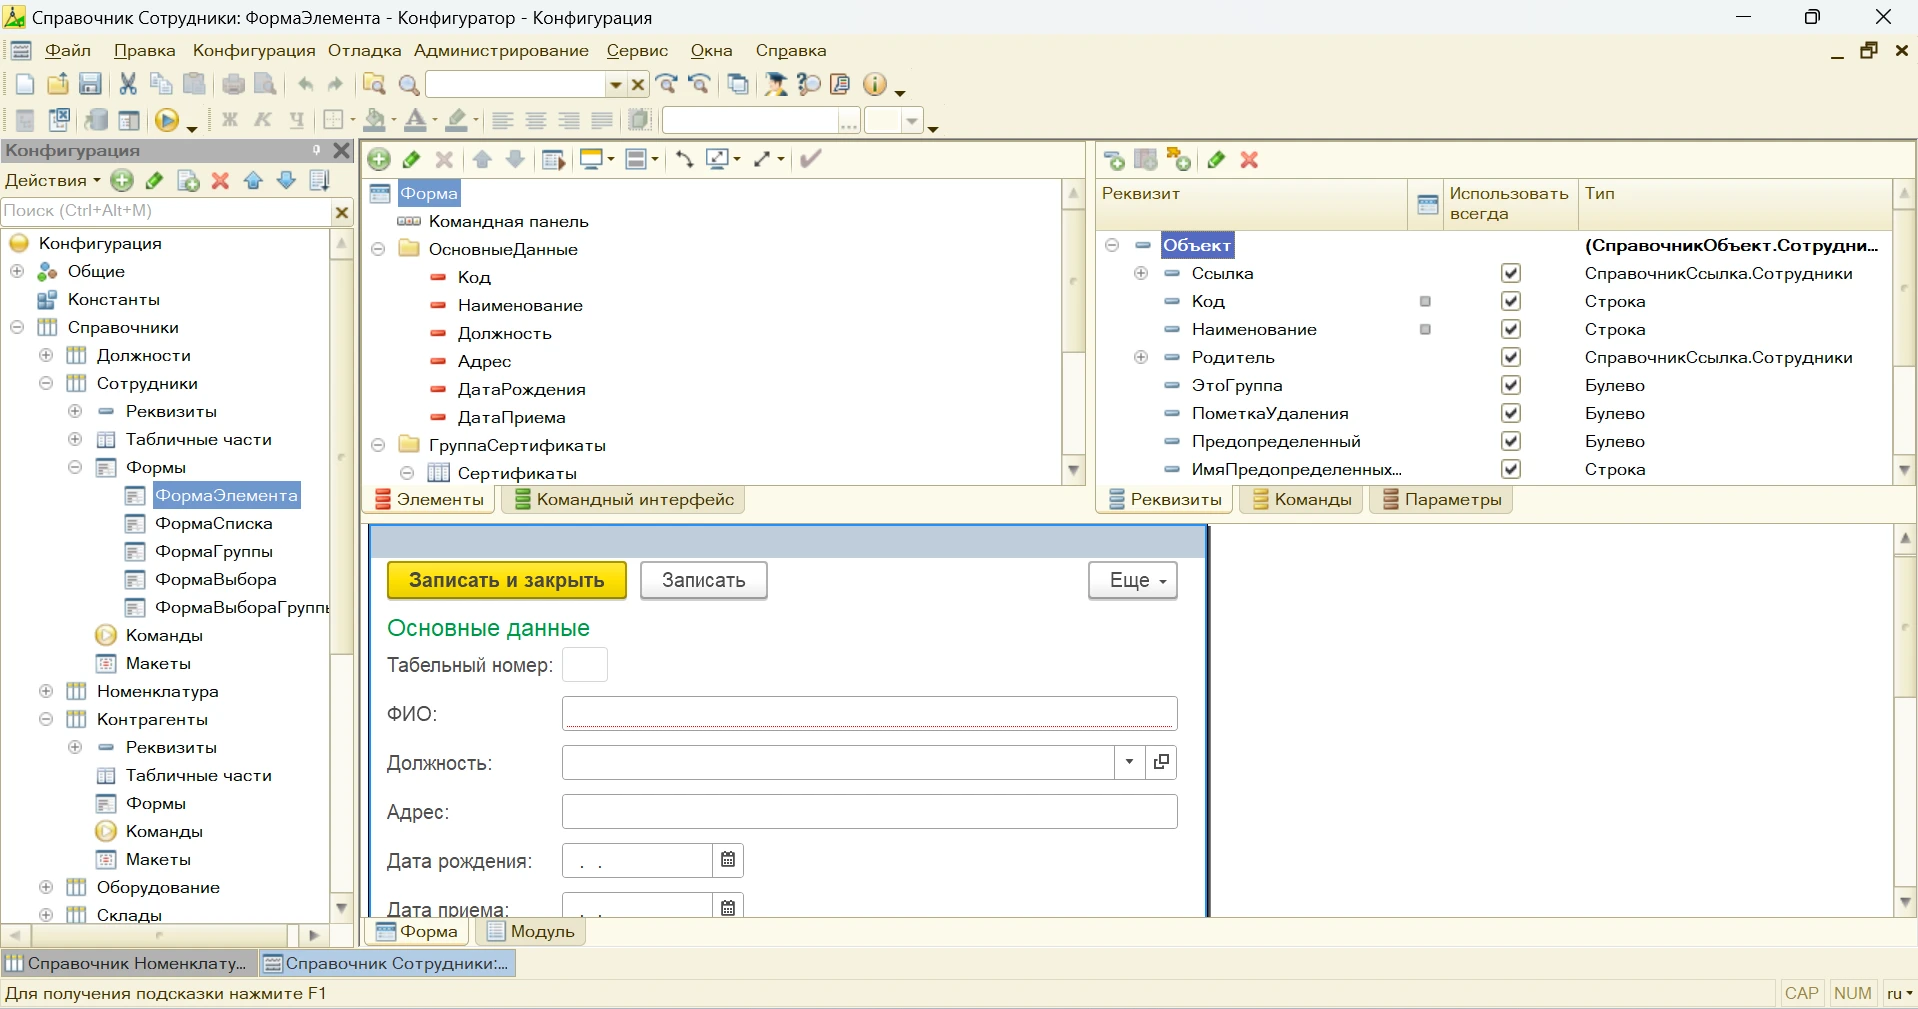 Справочник Сотрудники: ФормаЭлемента - Конфигуратор - Конфигурация
Файл Правка Конфигурация Отладка Администрирование Сервис Окна Справка
Ж К Ч А
Конфигурация
Действия
Поиск (Ctrl+Alt+M)
Конфигурация
Общие
Константы
Справочники
Должности
Сотрудники
Реквизиты
Табличные части
Формы
ФормаЭлемента
ФормаСписка
ФормаГруппы
ФормаВыбора
ФормаВыбораГруппы
Команды
Макеты
Номенклатура
Контрагенты
Реквизиты
Табличные части
Формы
Команды
Макеты
Оборудование
Склады
Форма
Командная панель
ОсновныеДанные
Код
Наименование
Должность
Адрес
ДатаРождения
ДатаПриема
ГруппаСертификаты
Сертификаты
Элементы Командный интерфейс
Реквизит Использовать всегда Тип
Объект (СправочникОбъект.Сотрудни...
Ссылка СправочникСсылка.Сотрудники
Код Строка
Наименование Строка
Родитель СправочникСсылка.Сотрудники
ЭтоГруппа Булево
ПометкаУдаления Булево
Предопределенный Булево
ИмяПредопределенных... Строка
Реквизиты Команды Параметры
Записать и закрыть Записать Еще
Основные данные
Табельный номер:
ФИО:
Должность:
Адрес:
Дата рождения: . .
Дата приема: . .
Форма Модуль
Справочник Номенклату... Справочник Сотрудники:...
Для получения подсказки нажмите F1 CAP NUM ru